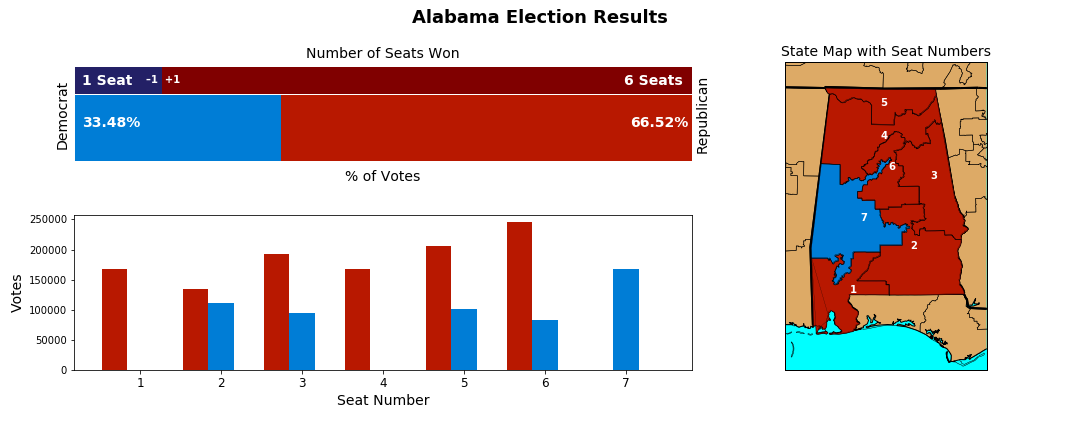 Alabama Election Results
Number of Seats Won
1 Seat -1 +1 6 Seats
33.48% 66.52%
Democrat
Republican
% of Votes
250000
200000
150000
100000
50000
0
Votes
1 2 3 4 5 6 7
Seat Number
State Map with Seat Numbers
5
4
6
3
7
2
1